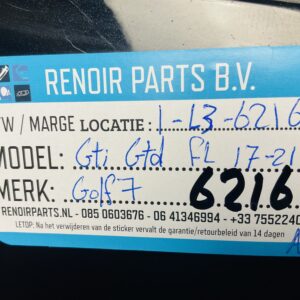 RENOIR PARTS B.V.
TW / MARGE LOCATIE : 1-L3-6216
MODEL: Gti Gtd FL 17-21
MERK: Golf 7 6216
RENOIRPARTS.NL - 085 0603676 - 06 41346994 - +33 7552240
LETOP: Na het verwijderen van de sticker vervalt de garantie/retourbeleid van 14 dagen